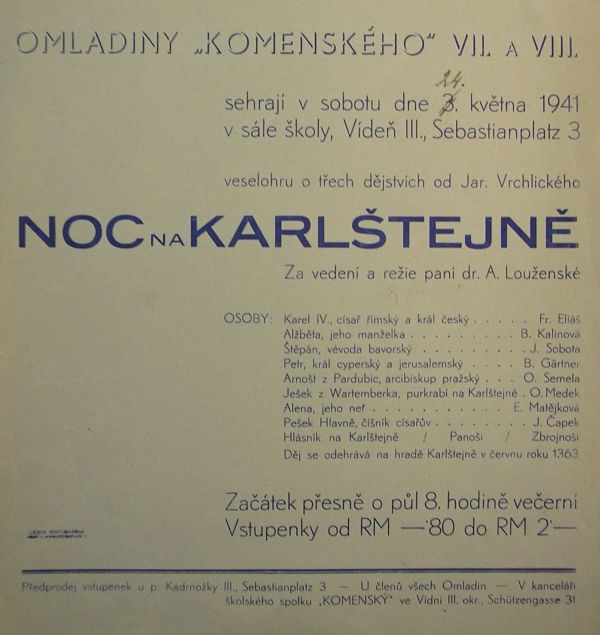 OMLADINY „KOMENSKÉHO" VII. A VIII.
24.
sehrají v sobotu dne 3. května 1941
v sále školy, Vídeň III., Sebastianplatz 3
veselohru o třech dějstvích od Jar. Vrchlického
NOC NA KARLŠTEJNĚ
Za vedení a režie paní dr. A. Louženské
OSOBY: Karel IV., císař římský a král český . . . . . Fr. Eliáš
Alžběta, jeho manželka . . . . . . . . . B. Kalinová
Štěpán, vévoda bavorský . . . . . . . . J. Sobota
Petr, král cyperský a jerusalemský . . . . B. Gärtner
Arnošt z Pardubic, arcibiskup pražský . . . O. Semela
Ješek z Wartemberka, purkrabí na Karlštejně . O. Medek
Alena, jeho neť . . . . . . . . . . . E. Matějková
Pešek Hlavně, číšník císařův . . . . . . . . J. Čapek
Hlásník na Karlštejně / Panoši / Zbrojnoši
Děj se odehrává na hradě Karlštejně v červnu roku 1363
Začátek přesně o půl 8. hodině večerní
Vstupenky od RM —·80 do RM 2·—
Předprodej vstupenek u p. Kadrnožky III., Sebastianplatz 3 — U členů všech Omladin — V kanceláři
školského spolku „KOMENSKÝ" ve Vídni III. okr., Schützengasse 31